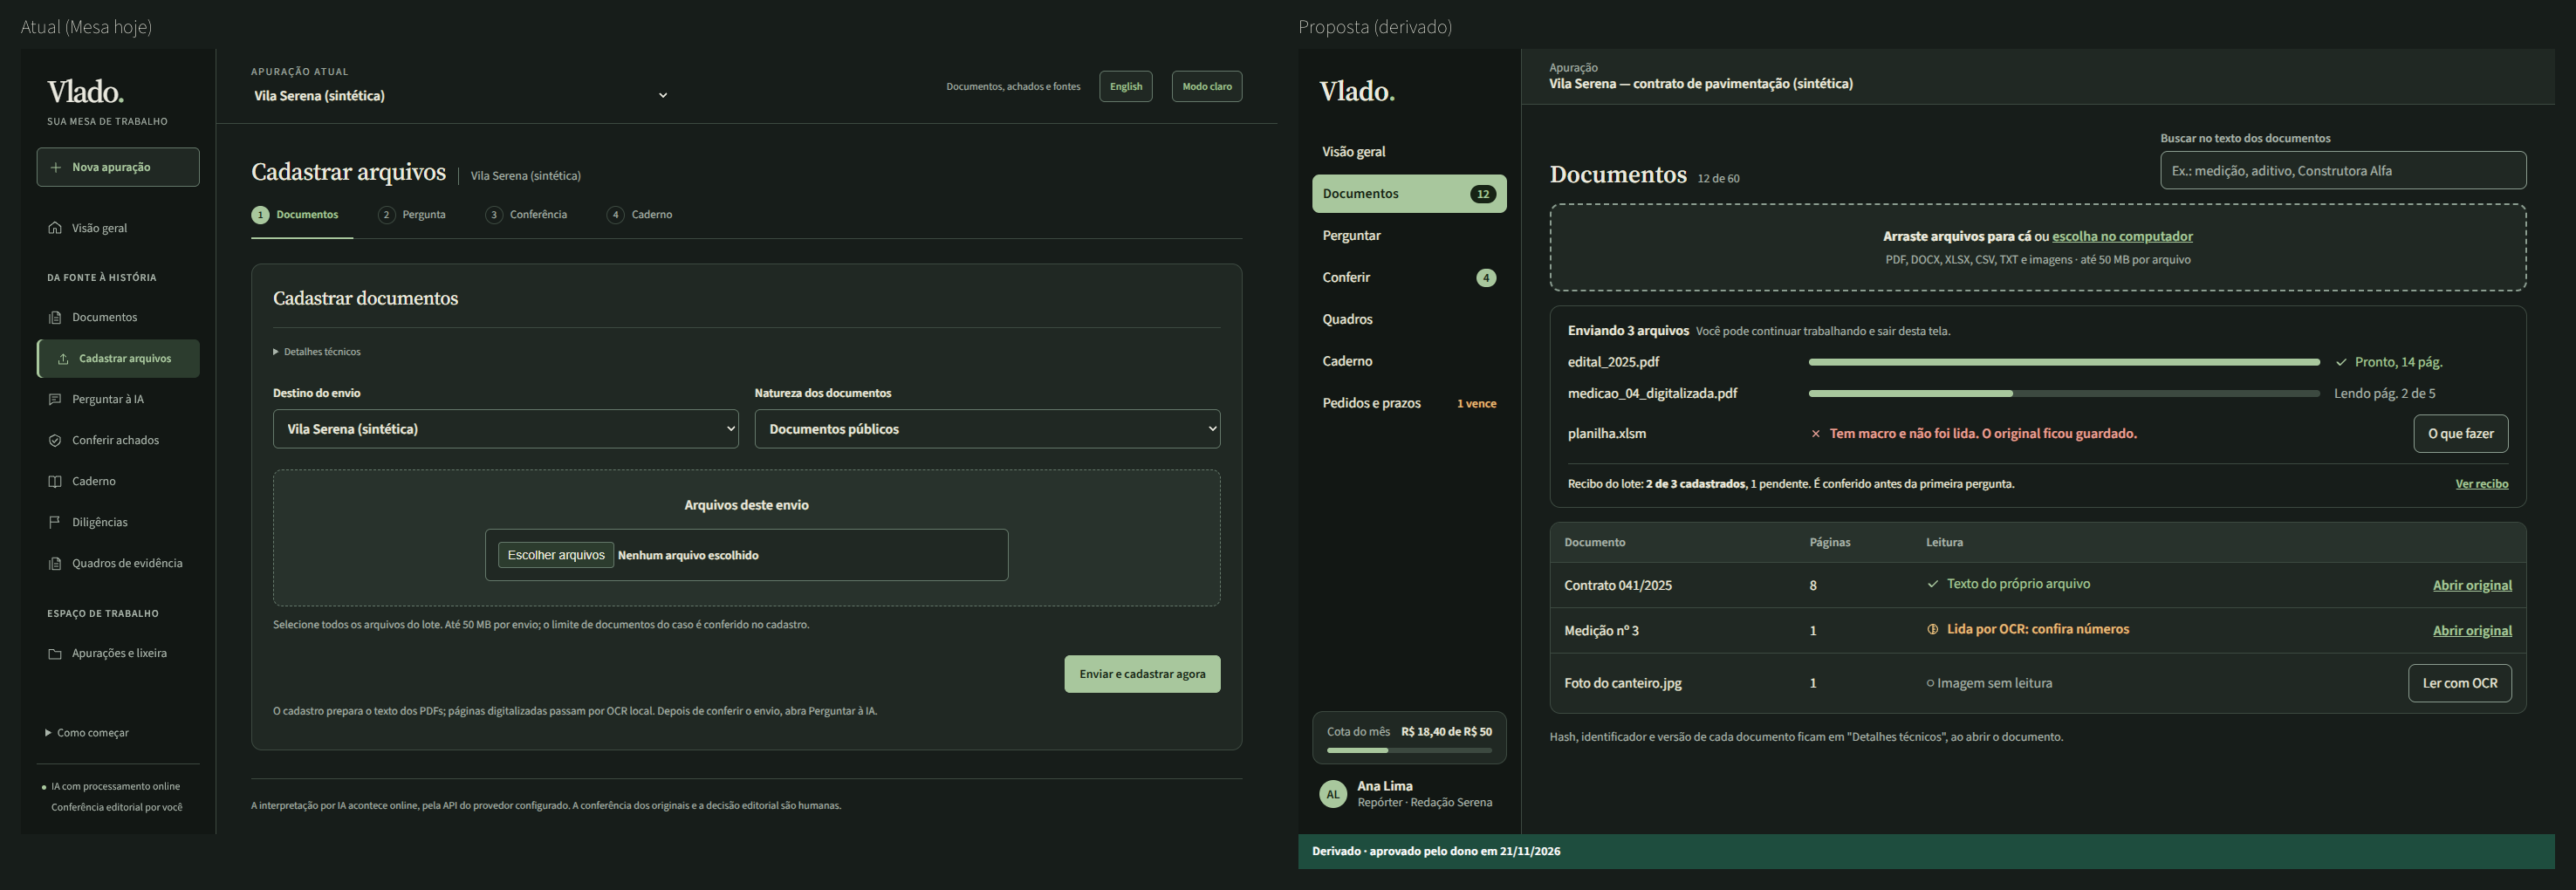 Atual (Mesa hoje)
Vlado.
SUA MESA DE TRABALHO
Nova apuração
Visão geral
DA FONTE À HISTÓRIA
Documentos
Cadastrar arquivos
Perguntar à IA
Conferir achados
Caderno
Diligências
Quadros de evidência
ESPAÇO DE TRABALHO
Apurações e lixeira
Como começar
IA com processamento online
Conferência editorial por você
APURAÇÃO ATUAL
Vila Serena (sintética)
Documentos, achados e fontes
English
Modo claro
Cadastrar arquivos
Vila Serena (sintética)
1 Documentos
2 Pergunta
3 Conferência
4 Caderno
Cadastrar documentos
Detalhes técnicos
Destino do envio
Natureza dos documentos
Vila Serena (sintética)
Documentos públicos
Arquivos deste envio
Escolher arquivos Nenhum arquivo escolhido
Selecione todos os arquivos do lote. Até 50 MB por envio; o limite de documentos do caso é conferido no cadastro.
Enviar e cadastrar agora
O cadastro prepara o texto dos PDFs; páginas digitalizadas passam por OCR local. Depois de conferir o envio, abra Perguntar à IA.
A interpretação por IA acontece online, pela API do provedor configurado. A conferência dos originais e a decisão editorial são humanas.
Proposta (derivado)
Vlado.
Visão geral
Documentos 12
Perguntar
Conferir 4
Quadros
Caderno
Pedidos e prazos 1 vence
Cota do mês R$ 18,40 de R$ 50
AL
Ana Lima
Repórter · Redação Serena
Apuração
Vila Serena — contrato de pavimentação (sintética)
Documentos 12 de 60
Buscar no texto dos documentos
Ex.: medição, aditivo, Construtora Alfa
Arraste arquivos para cá ou escolha no computador
PDF, DOCX, XLSX, CSV, TXT e imagens · até 50 MB por arquivo
Enviando 3 arquivos Você pode continuar trabalhando e sair desta tela.
edital_2025.pdf Pronto, 14 pág.
medicao_04_digitalizada.pdf Lendo pág. 2 de 5
planilha.xlsm Tem macro e não foi lida. O original ficou guardado. O que fazer
Recibo do lote: 2 de 3 cadastrados, 1 pendente. É conferido antes da primeira pergunta. Ver recibo
Documento Páginas Leitura
Contrato 041/2025 8 Texto do próprio arquivo Abrir original
Medição nº 3 1 Lida por OCR: confira números Abrir original
Foto do canteiro.jpg 1 Imagem sem leitura Ler com OCR
Hash, identificador e versão de cada documento ficam em "Detalhes técnicos", ao abrir o documento.
Derivado · aprovado pelo dono em 21/11/2026